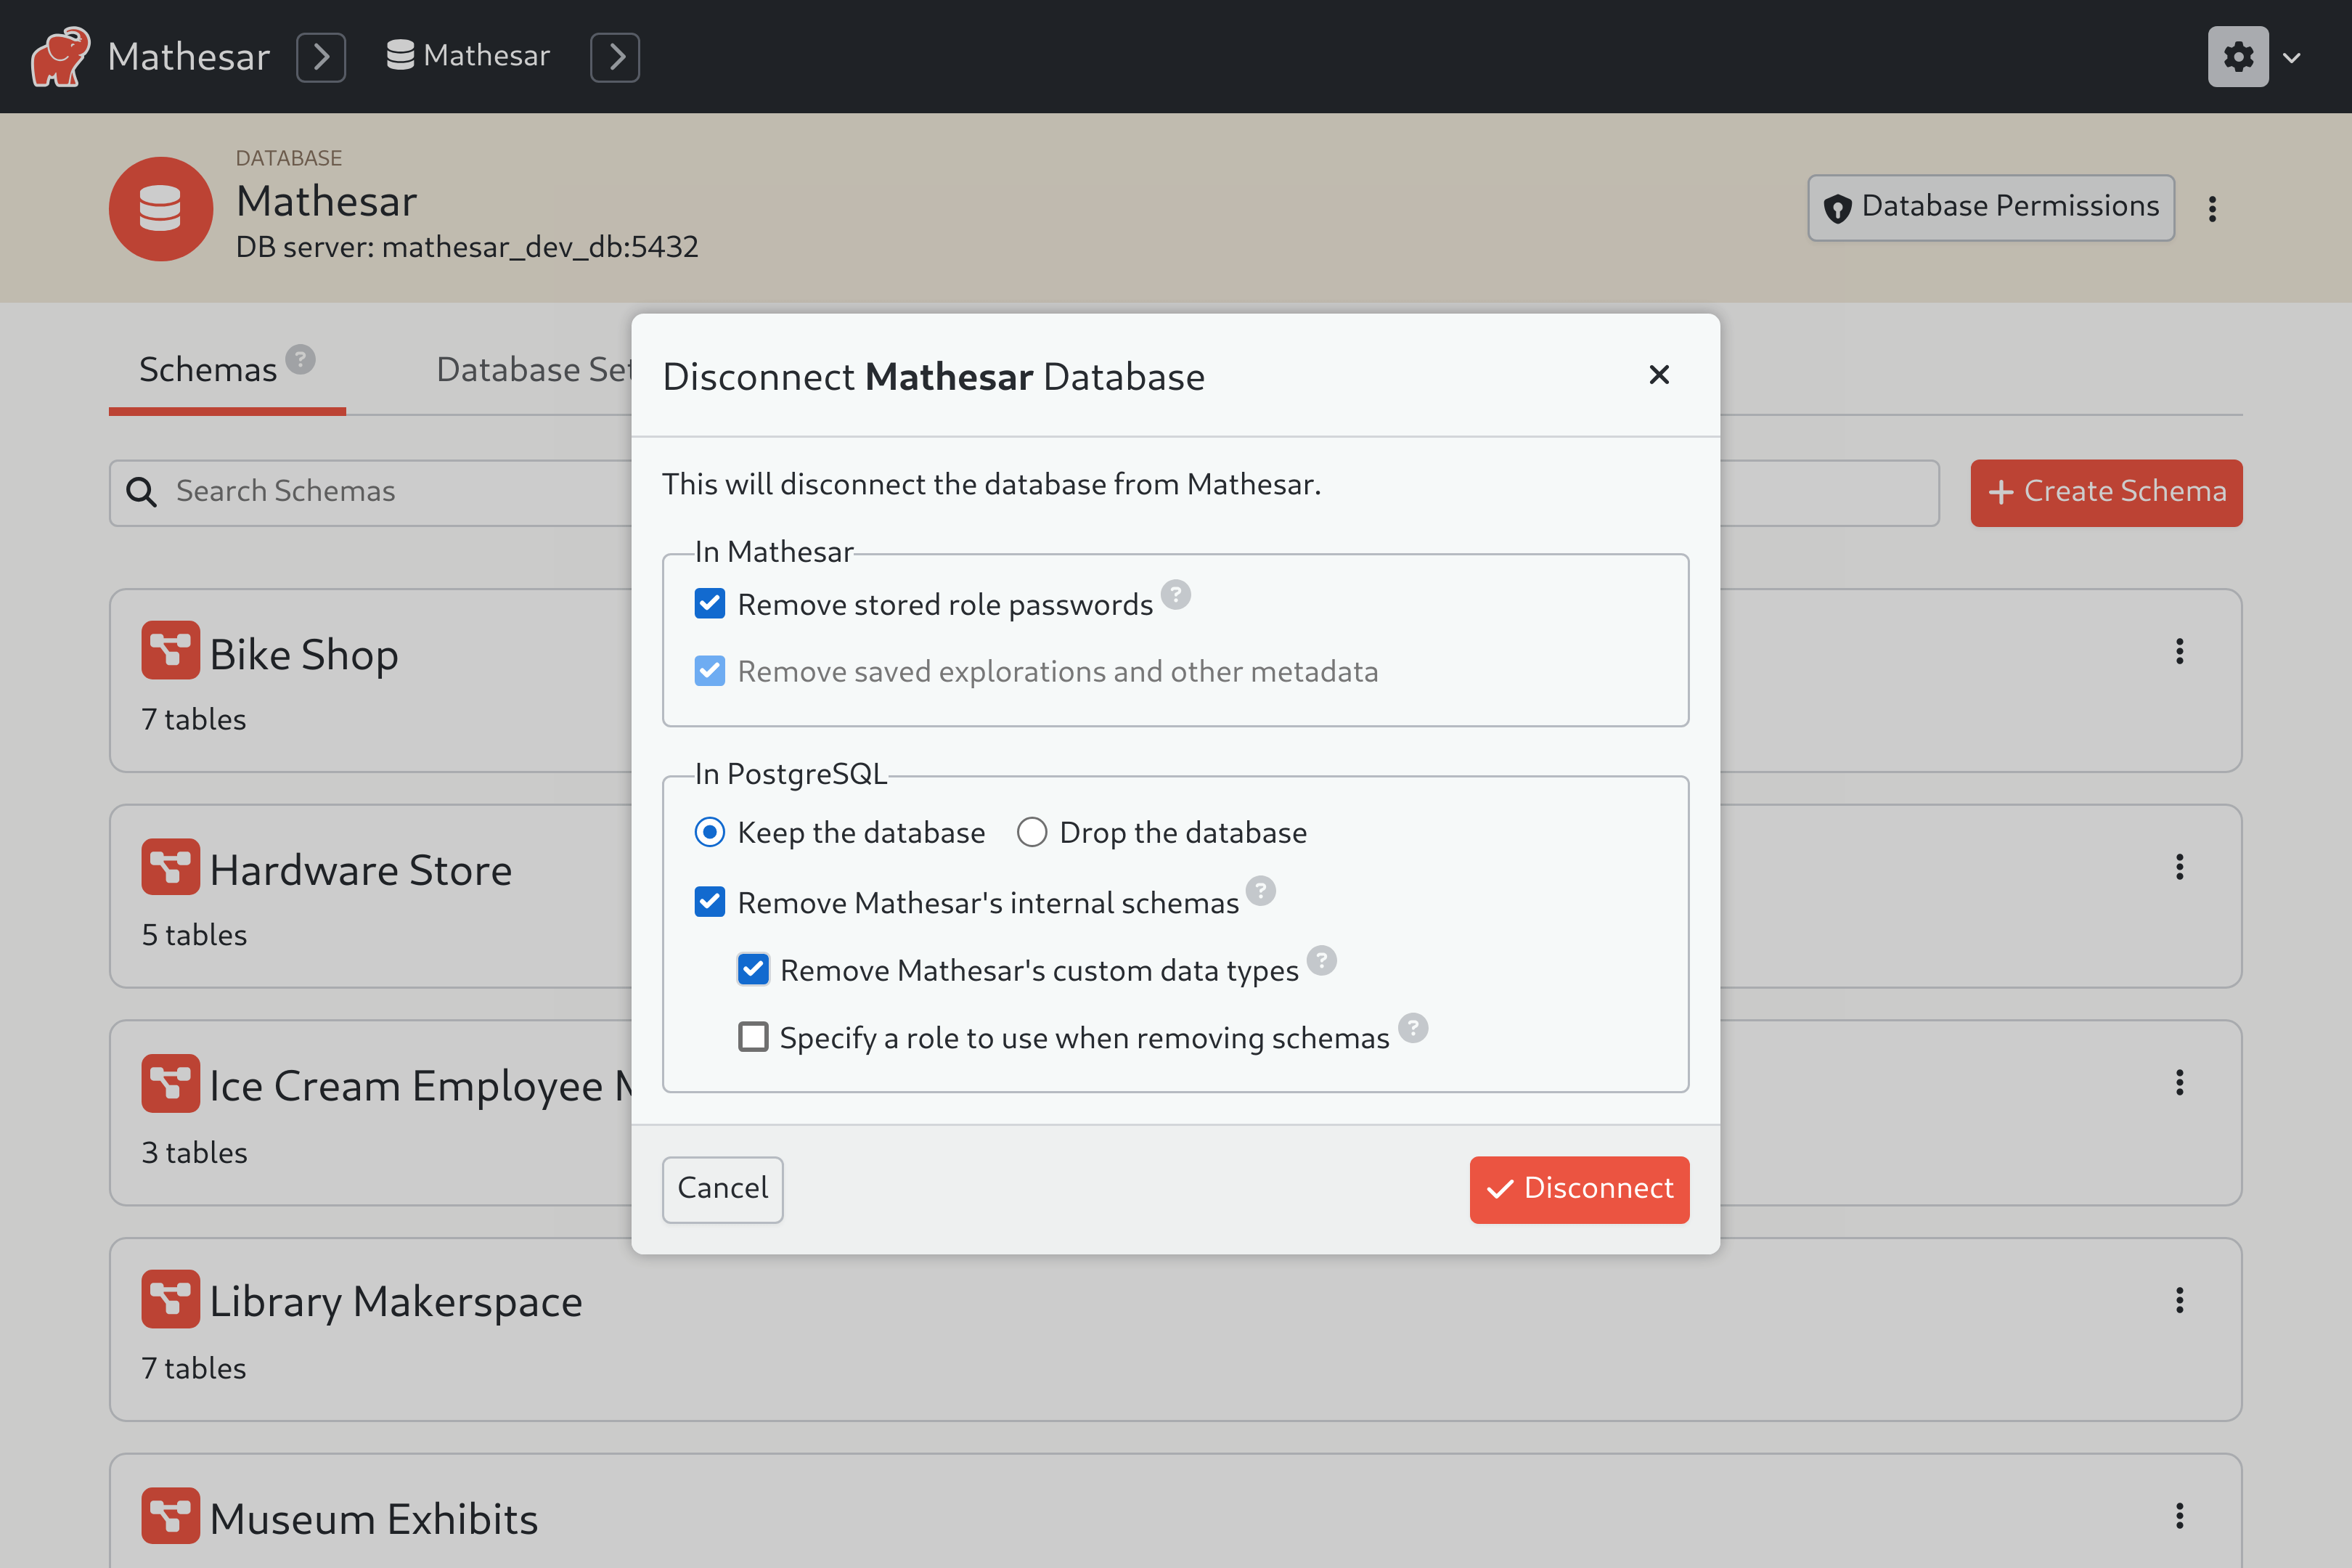 Mathesar
Mathesar
DATABASE
Mathesar
DB server: mathesar_dev_db:5432
Database Permissions
Schemas ?
Database Set
Disconnect Mathesar Database
This will disconnect the database from Mathesar.
Search Schemas
Create Schema
In Mathesar
Remove stored role passwords ?
Remove saved explorations and other metadata
In PostgreSQL
Keep the database
Drop the database
Remove Mathesar's internal schemas ?
Remove Mathesar's custom data types ?
Specify a role to use when removing schemas ?
Cancel
Disconnect
Bike Shop
7 tables
Hardware Store
5 tables
Ice Cream Employee
3 tables
Library Makerspace
7 tables
Museum Exhibits